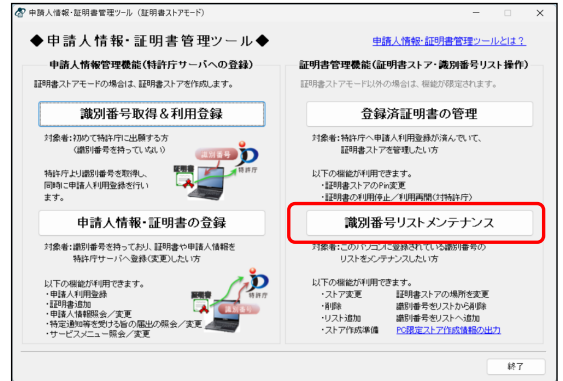 申請人情報・証明書管理ツール (証明書ストアモード)
◆申請人情報・証明書管理ツール◆
申請人情報・証明書管理ツールとは？
申請人情報管理機能(特許庁サーバへの登録)
証明書ストアモードの場合は、証明書ストアを作成します。
識別番号取得＆利用登録
対象者：初めて特許庁に出願する方
(識別番号を持っていない)
特許庁より識別番号を取得し、
同時に申請人利用登録を行い
ます。
識別番号
証明書
特許庁
申請人情報・証明書の登録
対象者：識別番号を持っており、証明書や申請人情報を
特許庁サーバへ登録(変更)したい方
以下の機能が利用できます。
・申請人利用登録
・証明書追加
・申請人情報照会／変更
・特定通知等を受ける旨の届出の照会／変更
・サービスメニュー照会／変更
証明書
特許庁
識別番号
証明書管理機能(証明書ストア・識別番号リスト操作)
証明書ストアモード以外の場合は、機能が限定されます。
登録済証明書の管理
対象者：特許庁へ申請人利用登録が済んでいて、
証明書ストアを管理したい方
以下の機能が利用できます。
・証明書ストアのPin変更
・証明書の利用停止／利用再開(対特許庁)
識別番号リストメンテナンス
対象者：このパソコンに登録されている識別番号の
リストをメンテナンスしたい方
以下の機能が利用できます。
・ストア変更 証明書ストアの場所を変更
・削除 識別番号をリストから削除
・リスト追加 識別番号をリストへ追加
・ストア作成準備 PC限定ストア作成情報の出力
終了